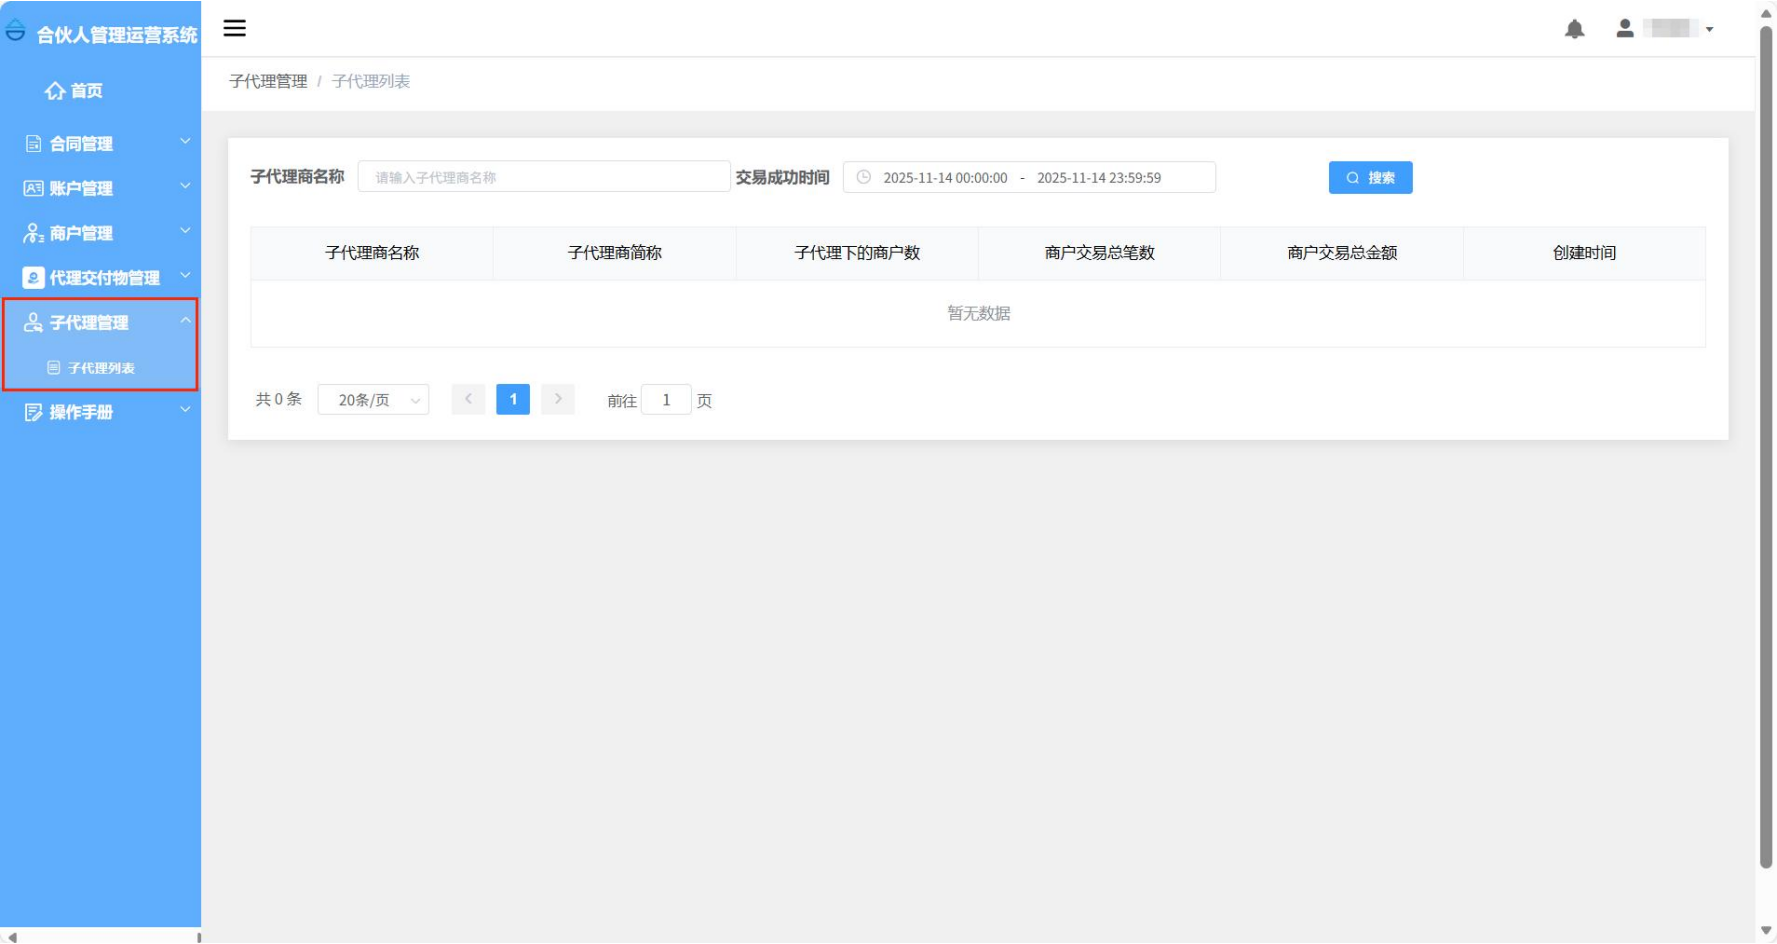 合伙人管理运营系统
首页
合同管理
账户管理
商户管理
代理交付物管理
子代理管理
子代理列表
操作手册
子代理管理 / 子代理列表
子代理商名称 请输入子代理商名称 交易成功时间 2025-11-14 00:00:00 - 2025-11-14 23:59:59 搜索
子代理商名称 子代理商简称 子代理下的商户数 商户交易总笔数 商户交易总金额 创建时间
暂无数据
共 0 条 20条/页 1 前往 1 页